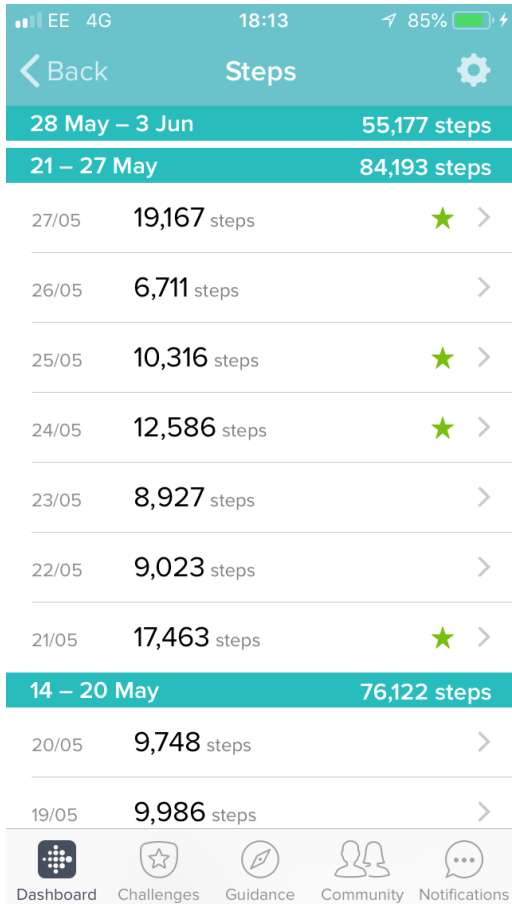 EE 4G 18:13 85%
Back Steps
28 May – 3 Jun 55,177 steps
21 – 27 May 84,193 steps
27/05 19,167 steps
26/05 6,711 steps
25/05 10,316 steps
24/05 12,586 steps
23/05 8,927 steps
22/05 9,023 steps
21/05 17,463 steps
14 – 20 May 76,122 steps
20/05 9,748 steps
19/05 9,986 steps
Dashboard Challenges Guidance Community Notifications